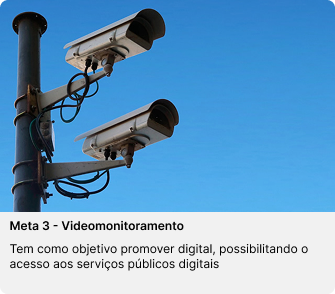 Meta 3 - Videomonitoramento
Tem como objetivo promover digital, possibilitando o
acesso aos serviços públicos digitais